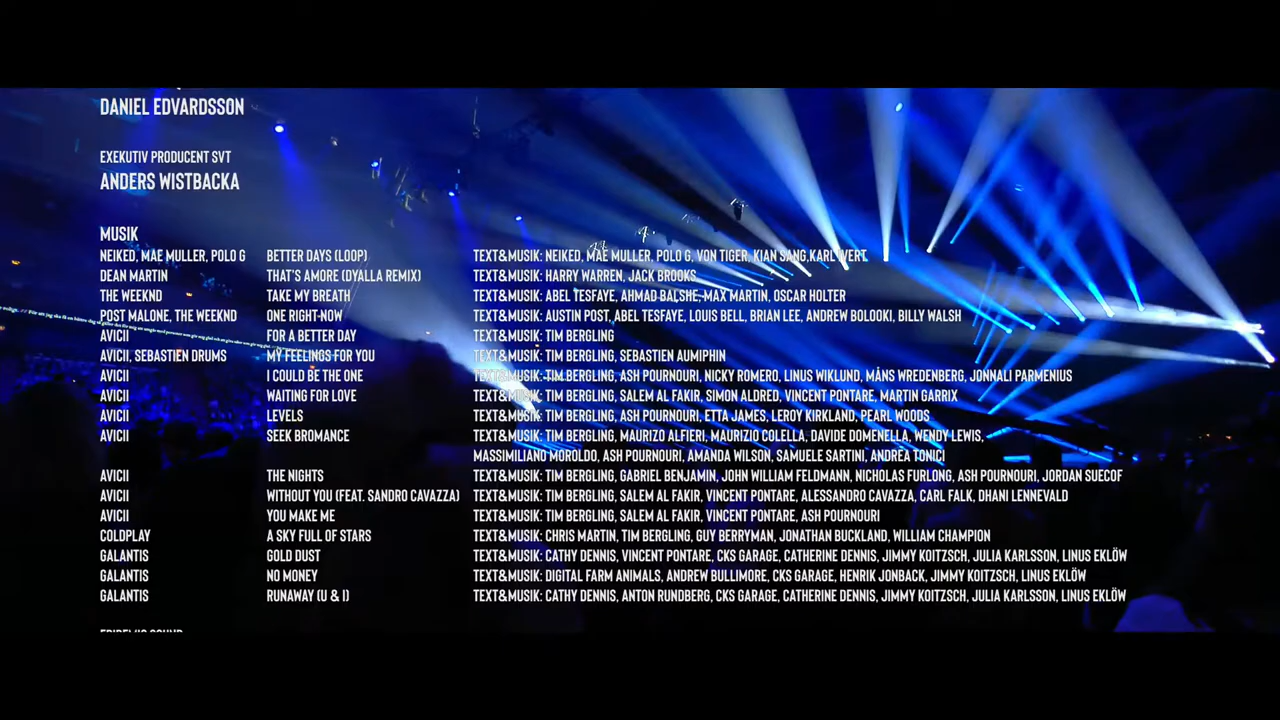 DANIEL EDVARDSSON
EXEKUTIV PRODUCENT SVT
ANDERS WISTBACKA
MUSIK
NEIKED, MAE MULLER, POLO G BETTER DAYS (LOOP) TEXT&MUSIK: NEIKED, MAE MULLER, POLO G, VON TIGER, KIAN SANG,KARL IVERT
DEAN MARTIN THAT'S AMORE (DYALLA REMIX) TEXT&MUSIK: HARRY WARREN, JACK BROOKS
THE WEEKND TAKE MY BREATH TEXT&MUSIK: ABEL TESFAYE, AHMAD BALSHE, MAX MARTIN, OSCAR HOLTER
POST MALONE, THE WEEKND ONE RIGHT NOW TEXT&MUSIK: AUSTIN POST, ABEL TESFAYE, LOUIS BELL, BRIAN LEE, ANDREW BOLOOKI, BILLY WALSH
AVICII FOR A BETTER DAY TEXT&MUSIK: TIM BERGLING
AVICII, SEBASTIEN DRUMS MY FEELINGS FOR YOU TEXT&MUSIK: TIM BERGLING, SEBASTIEN AUMIPHIN
AVICII I COULD BE THE ONE TEXT&MUSIK: TIM BERGLING, ASH POURNOURI, NICKY ROMERO, LINUS WIKLUND, MÅNS WREDENBERG, JONNALI PARMENIUS
AVICII WAITING FOR LOVE TEXT&MUSIK: TIM BERGLING, SALEM AL FAKIR, SIMON ALDRED, VINCENT PONTARE, MARTIN GARRIX
AVICII LEVELS TEXT&MUSIK: TIM BERGLING, ASH POURNOURI, ETTA JAMES, LEROY KIRKLAND, PEARL WOODS
AVICII SEEK BROMANCE TEXT&MUSIK: TIM BERGLING, MAURIZO ALFIERI, MAURIZIO COLELLA, DAVIDE DOMENELLA, WENDY LEWIS,
MASSIMILIANO MOROLDO, ASH POURNOURI, AMANDA WILSON, SAMUELE SARTINI, ANDREA TONICI
AVICII THE NIGHTS TEXT&MUSIK: TIM BERGLING, GABRIEL BENJAMIN, JOHN WILLIAM FELDMANN, NICHOLAS FURLONG, ASH POURNOURI, JORDAN SUECOF
AVICII WITHOUT YOU (FEAT. SANDRO CAVAZZA) TEXT&MUSIK: TIM BERGLING, SALEM AL FAKIR, VINCENT PONTARE, ALESSANDRO CAVAZZA, CARL FALK, DHANI LENNEVALD
AVICII YOU MAKE ME TEXT&MUSIK: TIM BERGLING, SALEM AL FAKIR, VINCENT PONTARE, ASH POURNOURI
COLDPLAY A SKY FULL OF STARS TEXT&MUSIK: CHRIS MARTIN, TIM BERGLING, GUY BERRYMAN, JONATHAN BUCKLAND, WILLIAM CHAMPION
GALANTIS GOLD DUST TEXT&MUSIK: CATHY DENNIS, VINCENT PONTARE, CKS GARAGE, CATHERINE DENNIS, JIMMY KOITZSCH, JULIA KARLSSON, LINUS EKLÖW
GALANTIS NO MONEY TEXT&MUSIK: DIGITAL FARM ANIMALS, ANDREW BULLIMORE, CKS GARAGE, HENRIK JONBACK, JIMMY KOITZSCH, LINUS EKLÖW
GALANTIS RUNAWAY (U & I) TEXT&MUSIK: CATHY DENNIS, ANTON RUNDBERG, CKS GARAGE, CATHERINE DENNIS, JIMMY KOITZSCH, JULIA KARLSSON, LINUS EKLÖW